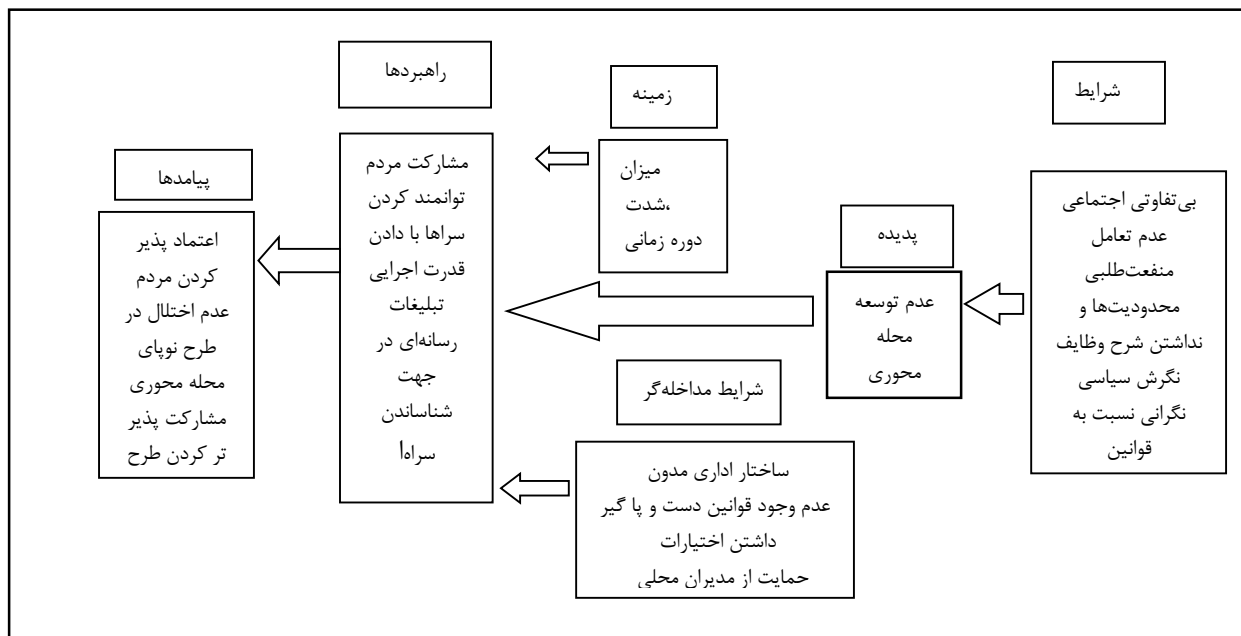 شرایط
بی‌تفاوتی اجتماعی
عدم تعامل
منفعت‌طلبی
محدودیت‌ها و
نداشتن شرح وظایف
نگرش سیاسی
نگرانی نسبت به
قوانین
پدیده
عدم توسعه
محله
محوری
زمینه
میزان
،شدت
دوره زمانی
شرایط مداخله‌گر
ساختار اداری مدون
عدم وجود قوانین دست و پا گیر
داشتن اختیارات
حمایت از مدیران محلی
راهبردها
مشارکت مردم
توانمند کردن
سراها با دادن
قدرت اجرایی
تبلیغات
رسانه‌ای در
جهت
شناساندن
سراهأ
پیامدها
اعتماد پذیر
کردن مردم
عدم اختلال در
طرح نوپای
محله محوری
مشارکت پذیر
تر کردن طرح